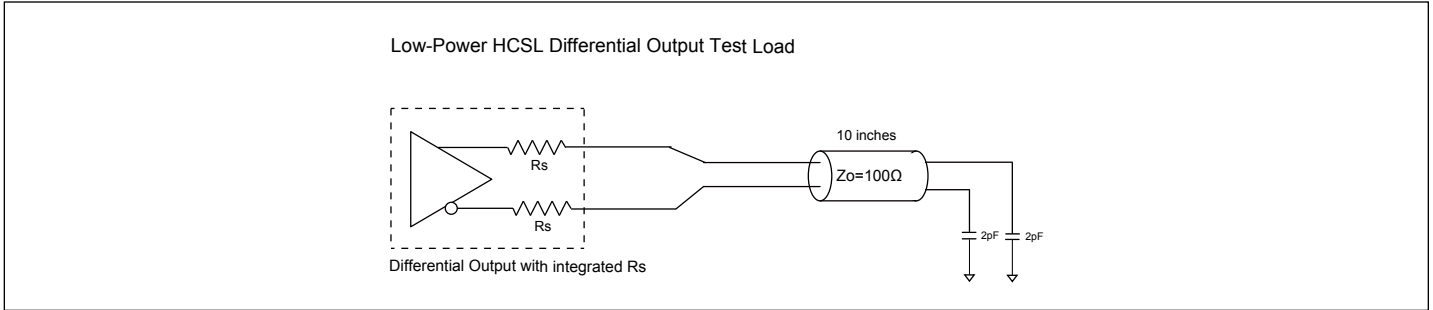 Low-Power HCSL Differential Output Test Load
10 inches
Rs
Zo=100Ω
Rs
2pF
2pF
Differential Output with integrated Rs